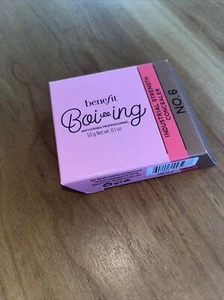 benefit
Boi-ing
3.0 g Net wt. 0.1 oz.
INDUSTRIAL STRENGTH
CONCEALER
NO. 6